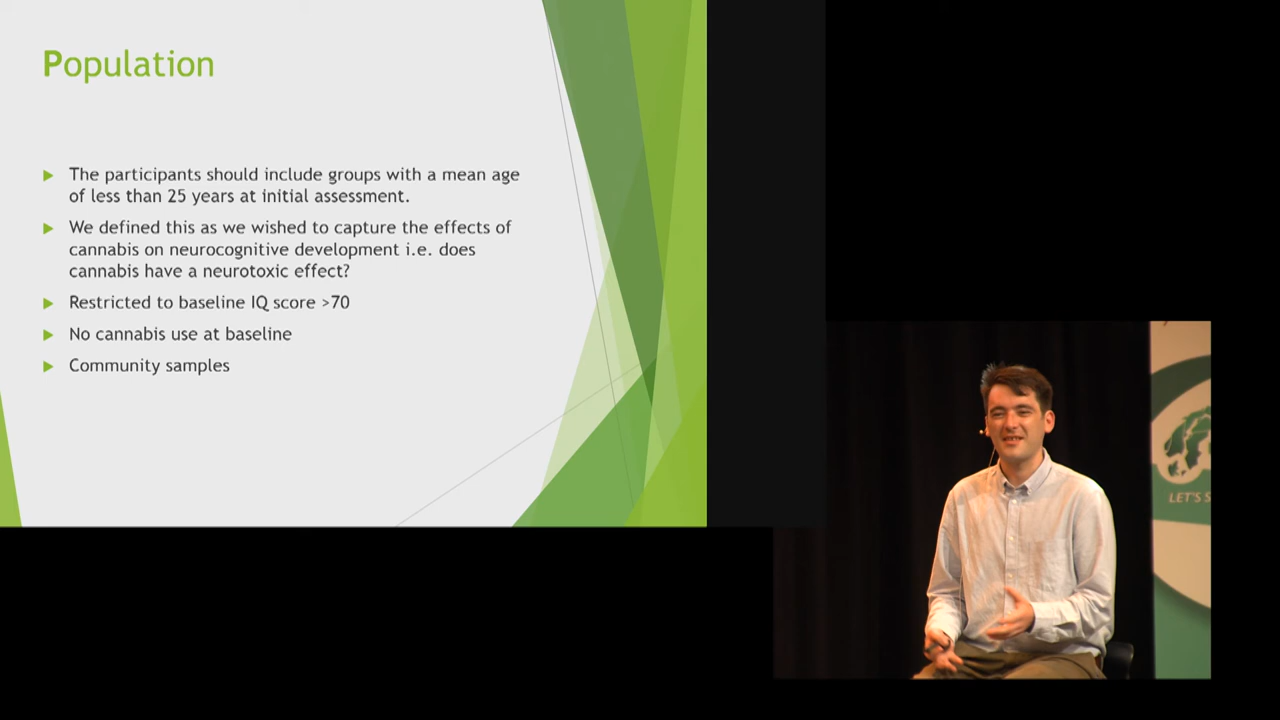 Population
The participants should include groups with a mean age
of less than 25 years at initial assessment.
We defined this as we wished to capture the effects of
cannabis on neurocognitive development i.e. does
cannabis have a neurotoxic effect?
Restricted to baseline IQ score >70
No cannabis use at baseline
Community samples
LET'S S